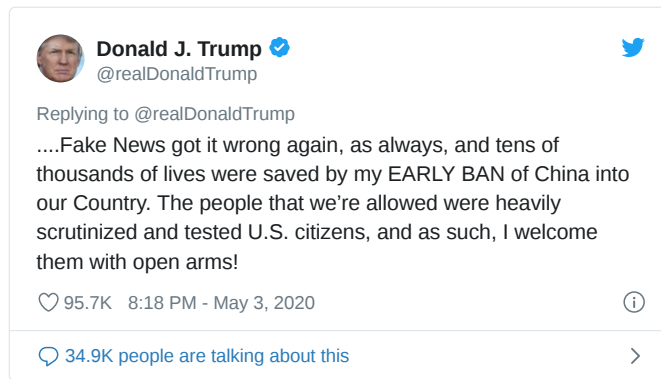 Donald J. Trump
@realDonaldTrump
Replying to @realDonaldTrump
....Fake News got it wrong again, as always, and tens of
thousands of lives were saved by my EARLY BAN of China into
our Country. The people that we’re allowed were heavily
scrutinized and tested U.S. citizens, and as such, I welcome
them with open arms!
95.7K 8:18 PM - May 3, 2020
34.9K people are talking about this